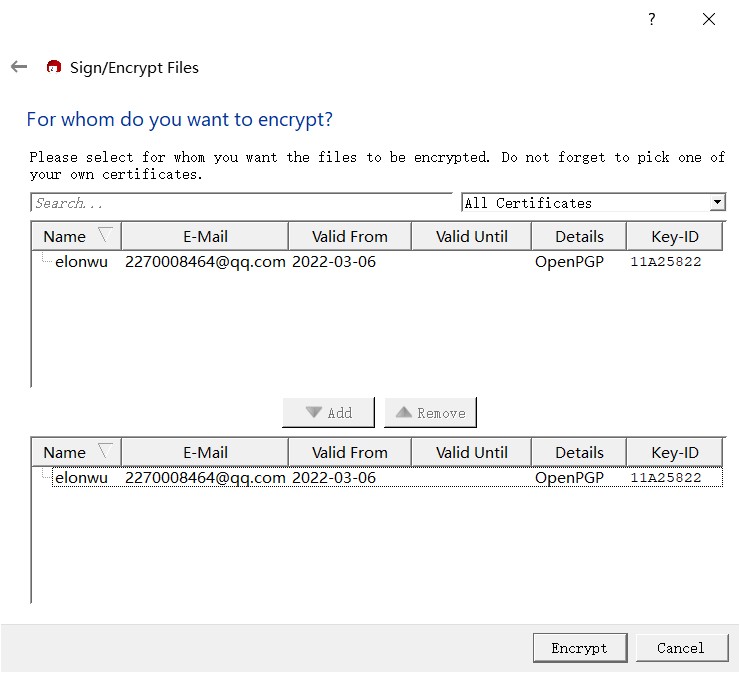 ?
Sign/Encrypt Files
For whom do you want to encrypt?
Please select for whom you want the files to be encrypted. Do not forget to pick one of
your own certificates.
Search... All Certificates
Name E-Mail Valid From Valid Until Details Key-ID
elonwu 2270008464@qq.com 2022-03-06 OpenPGP 11A25822
Add Remove
Name E-Mail Valid From Valid Until Details Key-ID
elonwu 2270008464@qq.com 2022-03-06 OpenPGP 11A25822
Encrypt Cancel